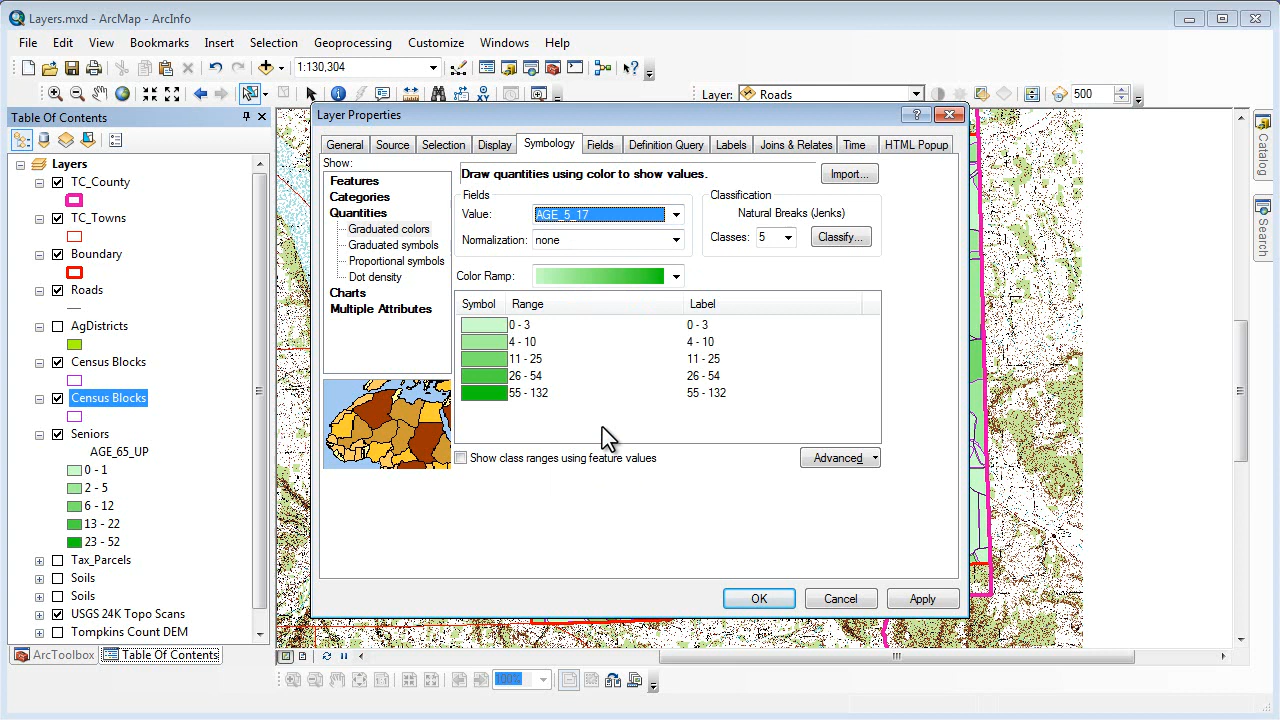 Layers.mxd - ArcMap - ArcInfo
File Edit View Bookmarks Insert Selection Geoprocessing Customize Windows Help
1:130,304
Layer: Roads 500
Table Of Contents
Layers
TC_County
TC_Towns
Boundary
Roads
AgDistricts
Census Blocks
Census Blocks
Seniors
AGE_65_UP
0 - 1
2 - 5
6 - 12
13 - 22
23 - 52
Tax_Parcels
Soils
Soils
USGS 24K Topo Scans
Tompkins Count DEM
ArcToolbox Table Of Contents
Layer Properties
General Source Selection Display Symbology Fields Definition Query Labels Joins & Relates Time HTML Popup
Show:
Features
Categories
Quantities
Graduated colors
Graduated symbols
Proportional symbols
Dot density
Charts
Multiple Attributes
Draw quantities using color to show values.
Import...
Fields
Value: AGE_5_17
Normalization: none
Classification
Natural Breaks (Jenks)
Classes: 5 Classify...
Color Ramp:
Symbol Range Label
0 - 3 0 - 3
4 - 10 4 - 10
11 - 25 11 - 25
26 - 54 26 - 54
55 - 132 55 - 132
Show class ranges using feature values
Advanced
OK Cancel Apply
Catalog
Search
100%